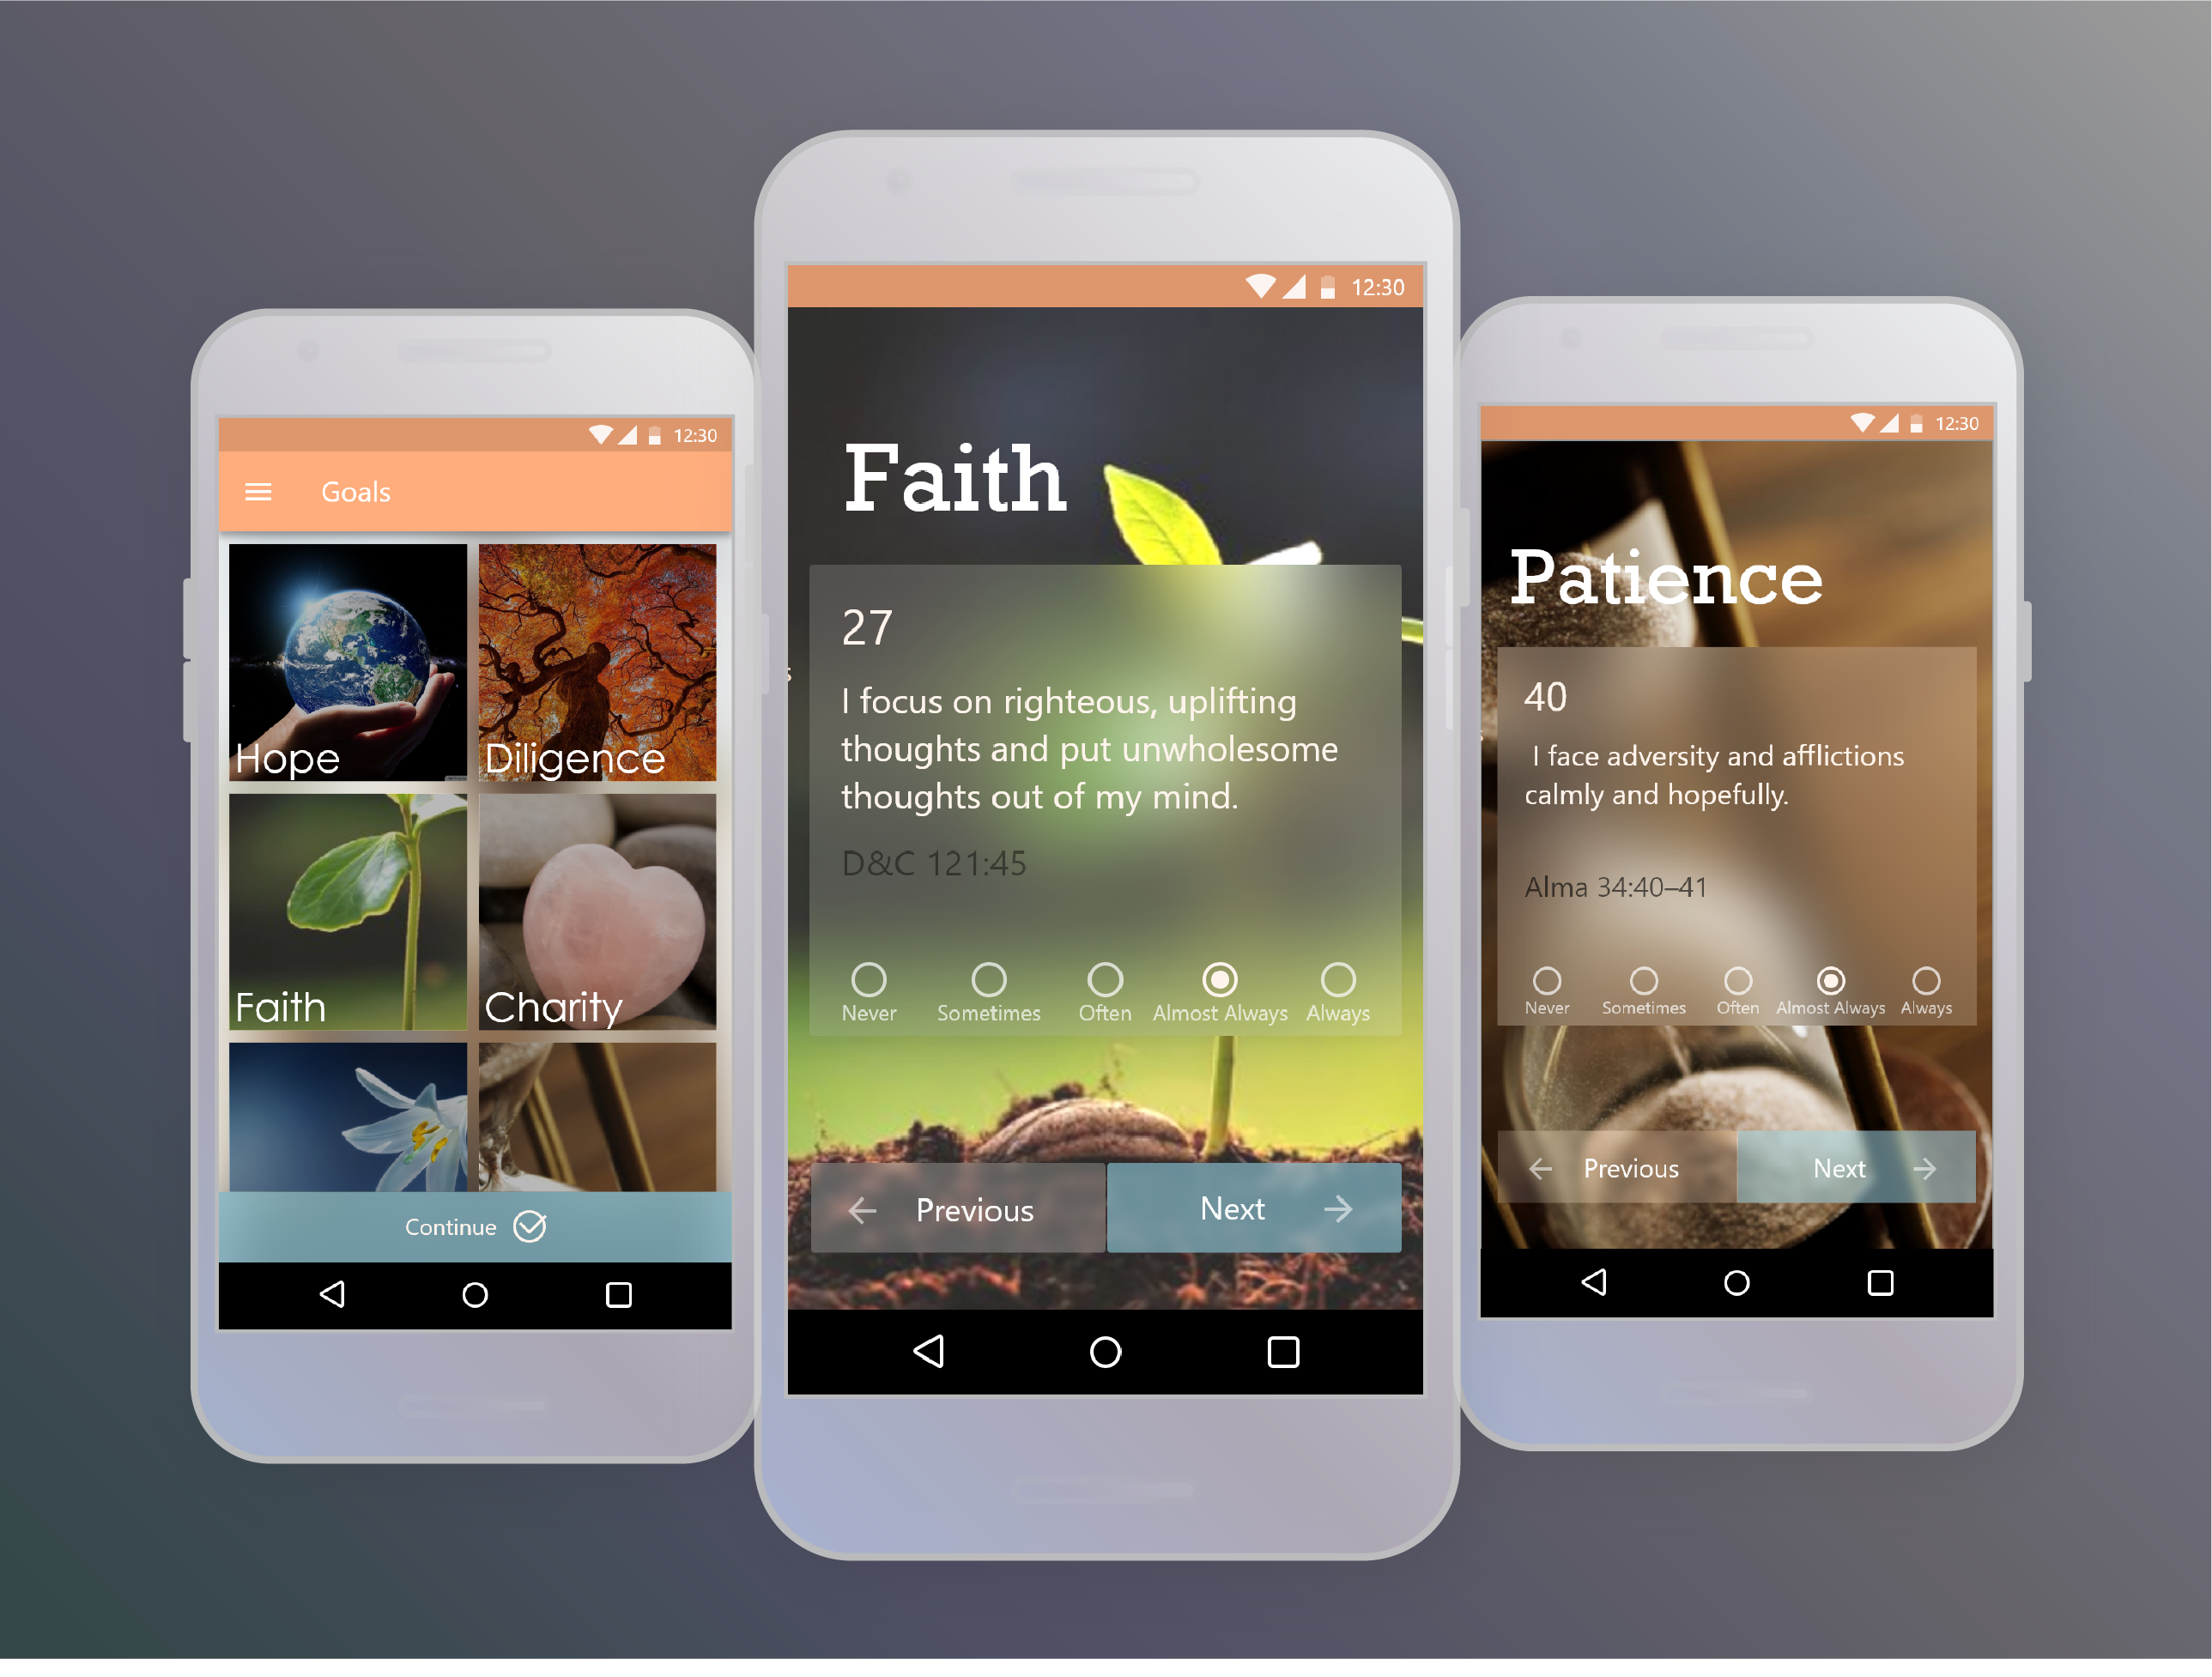 12:30
Goals
Hope
Diligence
Faith
Charity
Continue
12:30
Faith
27
I focus on righteous, uplifting
thoughts and put unwholesome
thoughts out of my mind.
D&C 121:45
Never Sometimes Often Almost Always Always
Previous Next
12:30
Patience
40
I face adversity and afflictions
calmly and hopefully.
Alma 34:40–41
Never Sometimes Often Almost Always Always
Previous Next